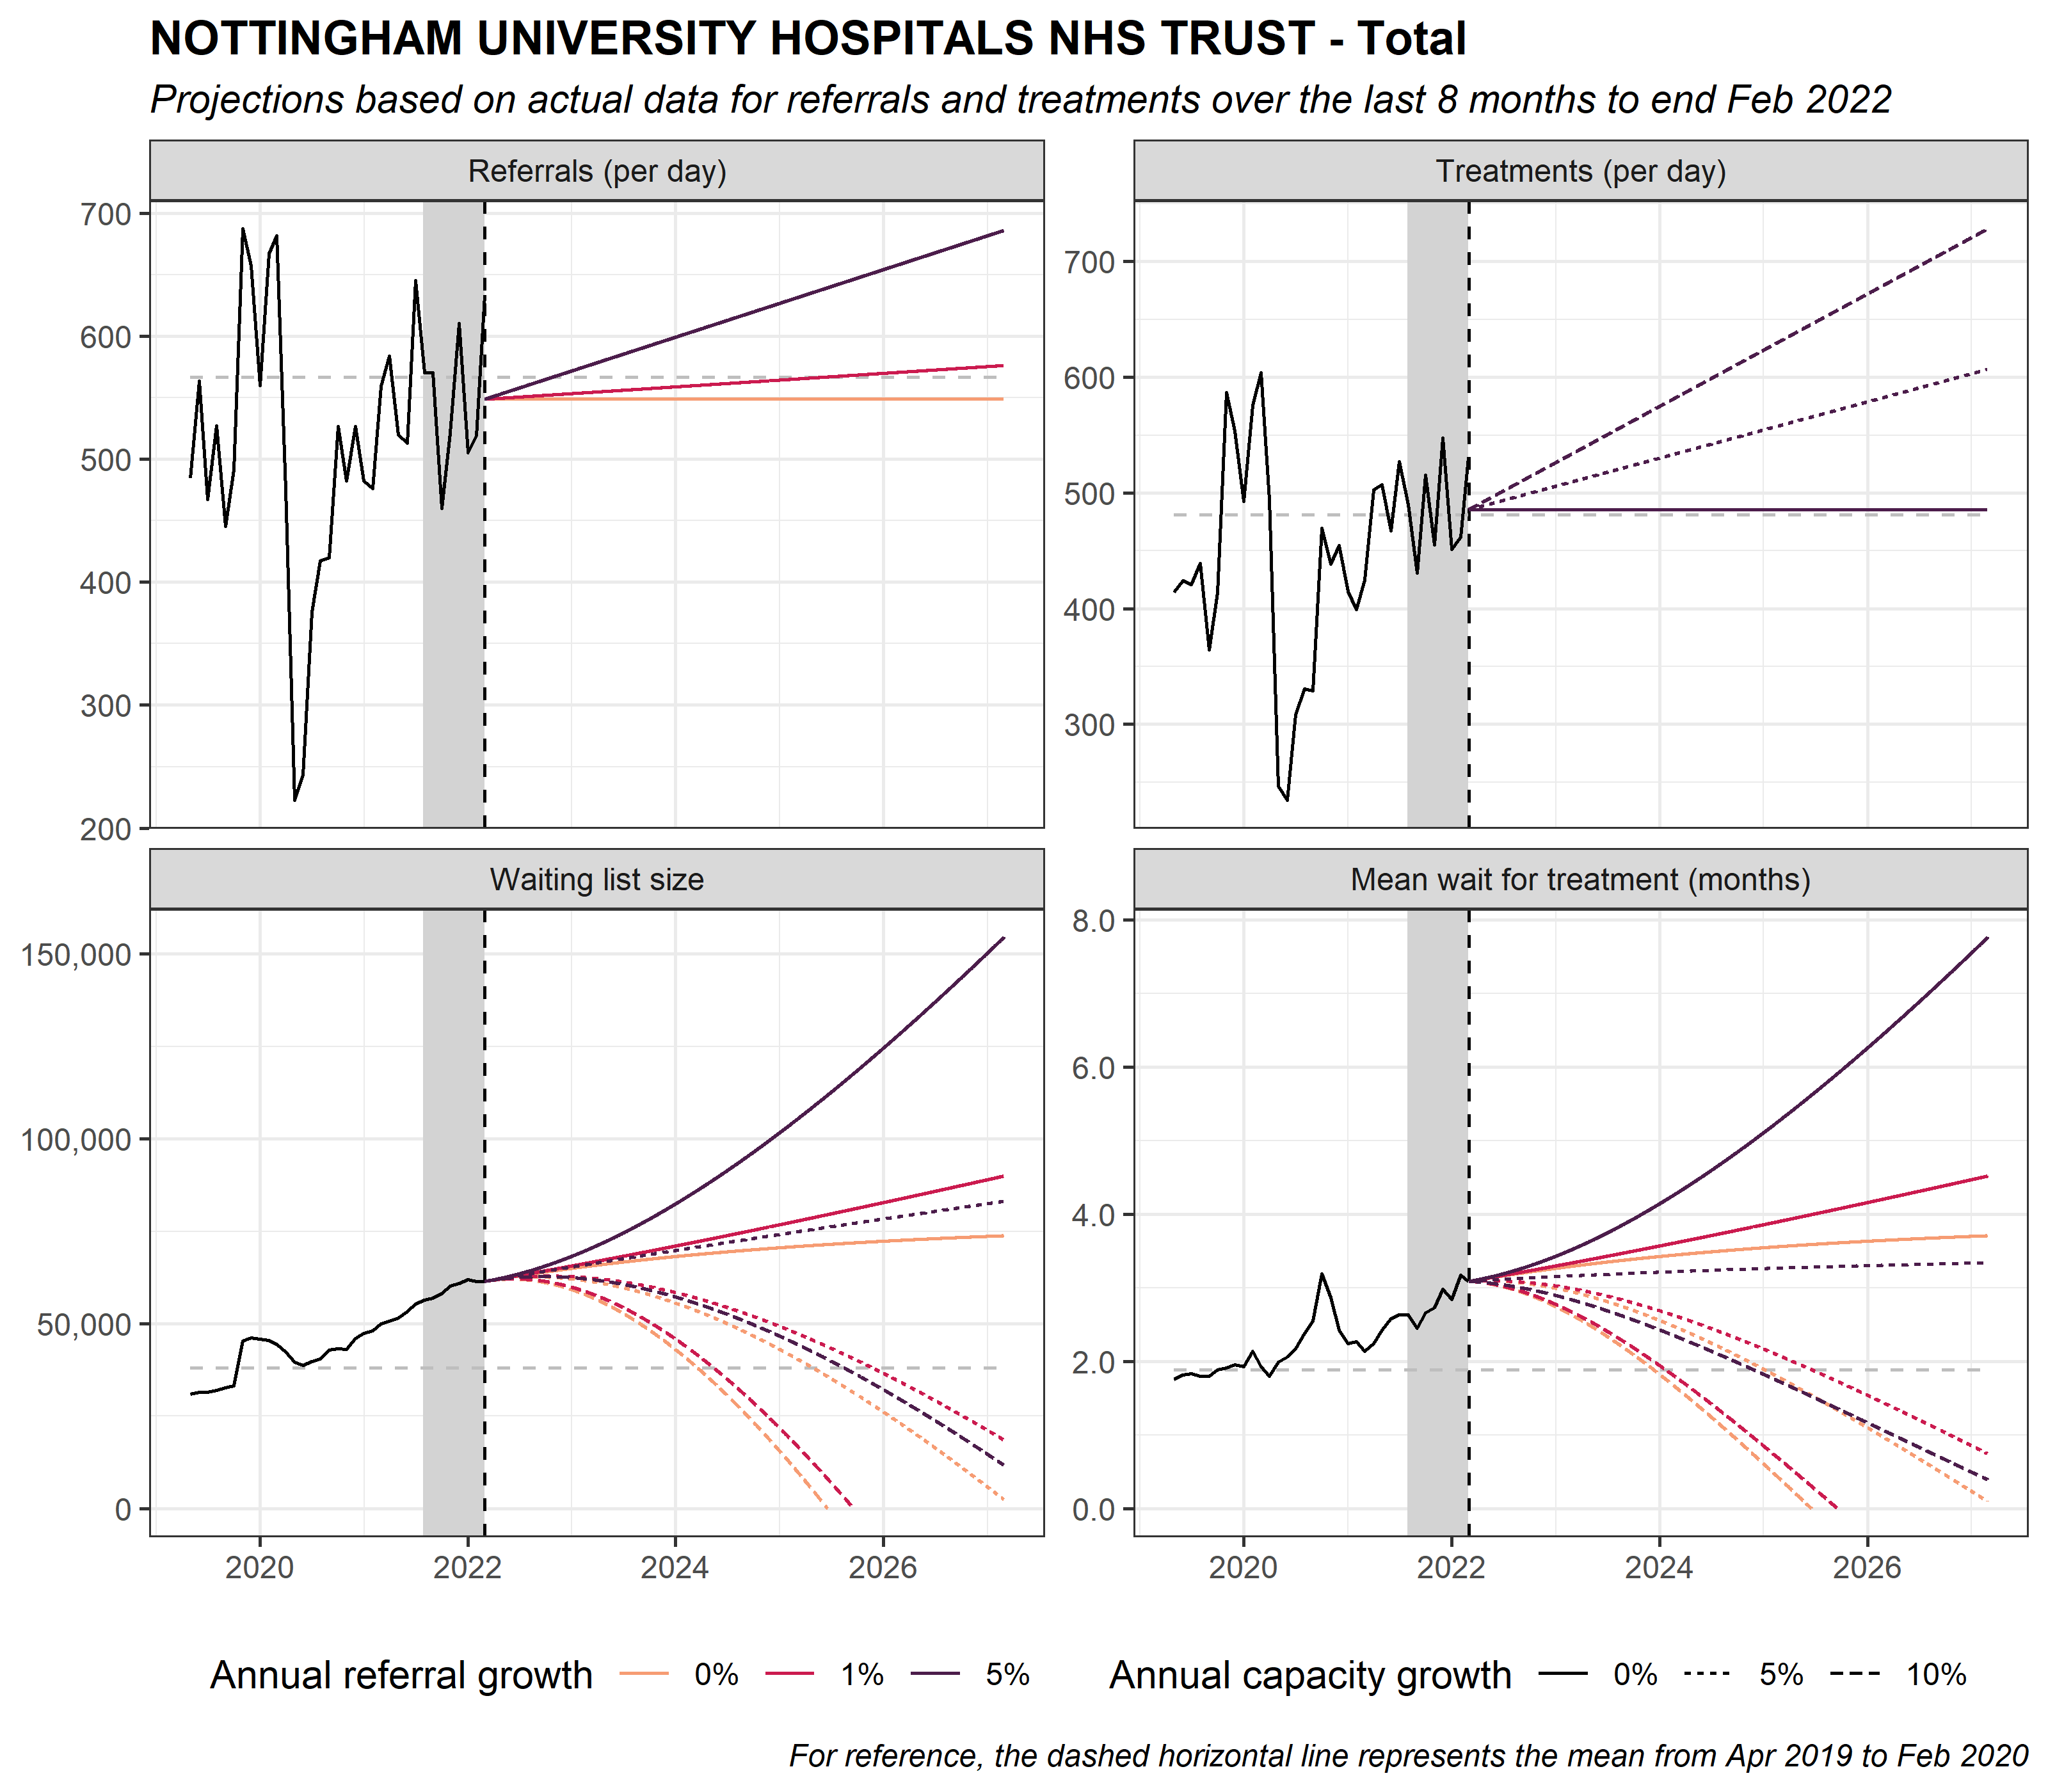 NOTTINGHAM UNIVERSITY HOSPITALS NHS TRUST - Total
Projections based on actual data for referrals and treatments over the last 8 months to end Feb 2022
Referrals (per day)
700
600
500
400
300
200
Treatments (per day)
700
600
500
400
300
Waiting list size
150,000
100,000
50,000
0
2020 2022 2024 2026
Mean wait for treatment (months)
8.0
6.0
4.0
2.0
0.0
2020 2022 2024 2026
Annual referral growth 0% 1% 5%
Annual capacity growth 0% 5% 10%
For reference, the dashed horizontal line represents the mean from Apr 2019 to Feb 2020